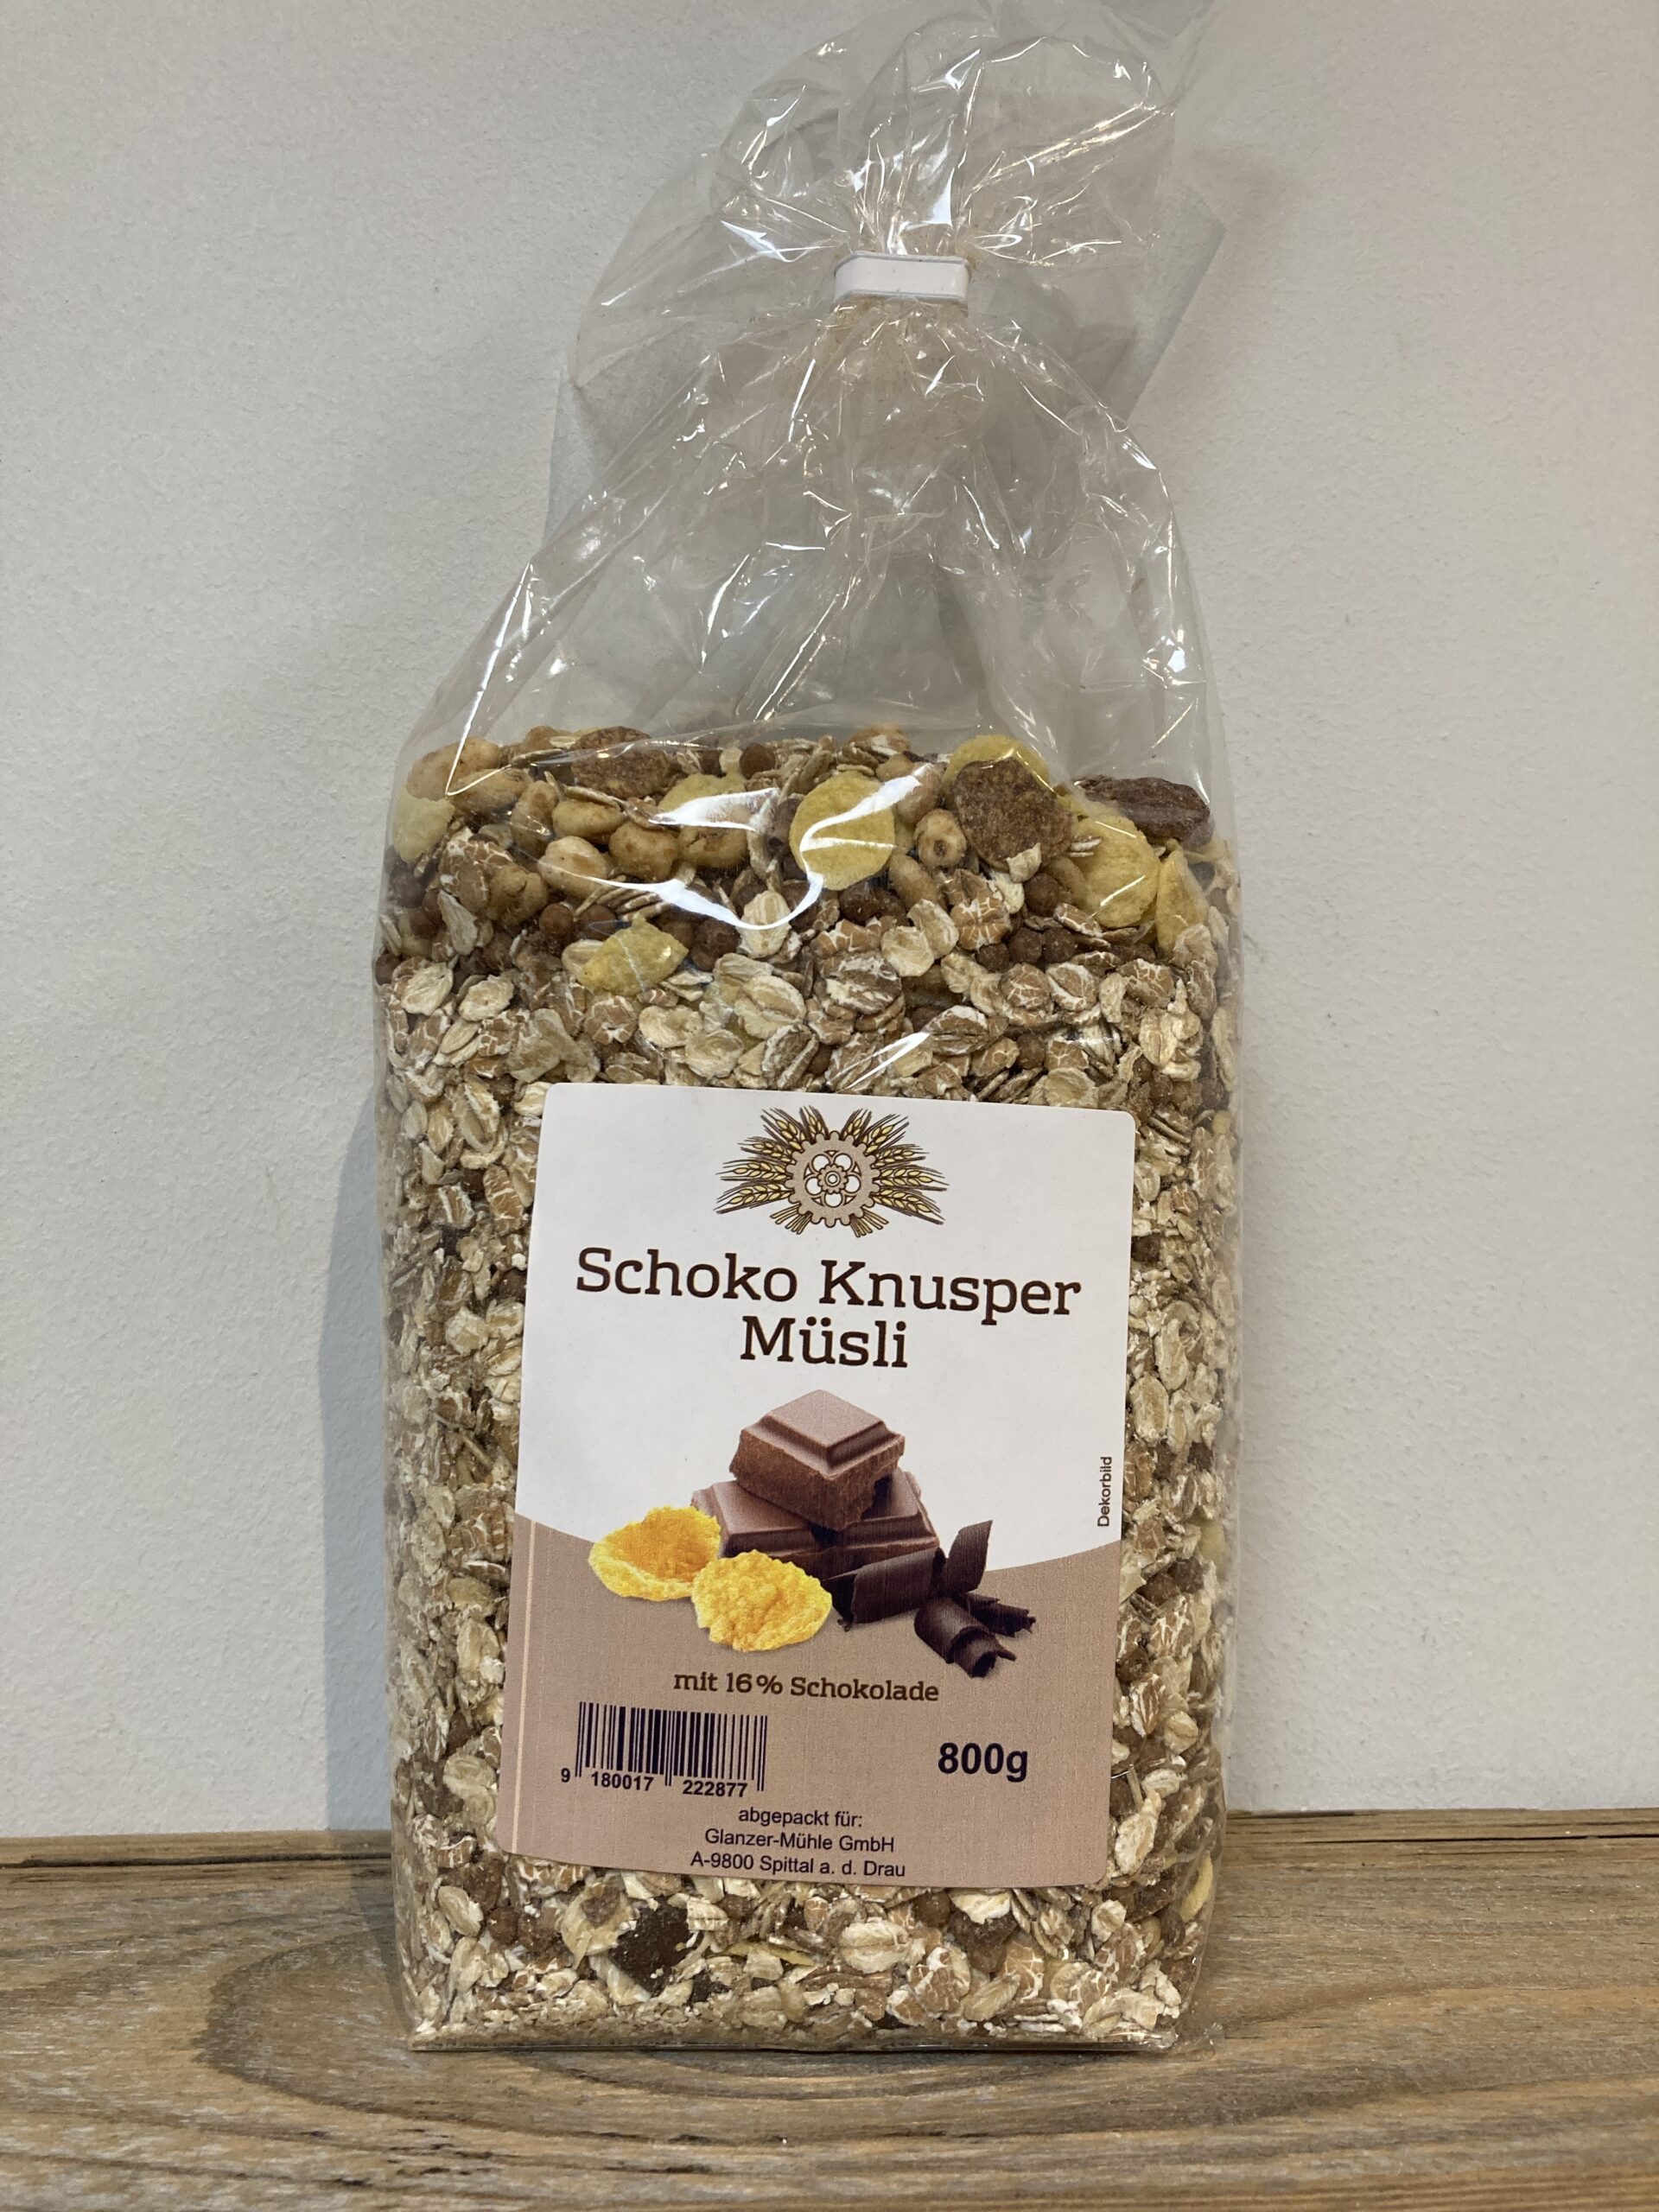 Schoko Knusper
Müsli
Dekorbild
mit 16% Schokolade
9 180017 222877
800g
abgepackt für:
Glanzer-Mühle GmbH
A-9800 Spittal a. d. Drau